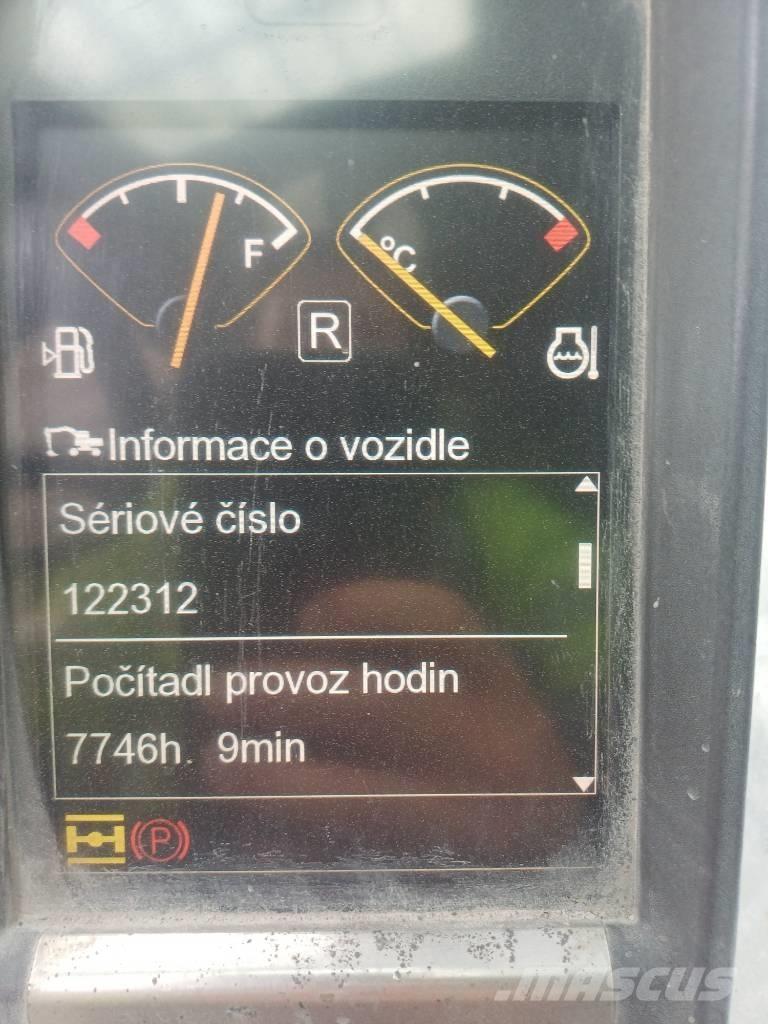 F
°C
R
Informace o vozidle
Sériové číslo
122312
Počítadl provoz hodin
7746h. 9min
P
MASCUS